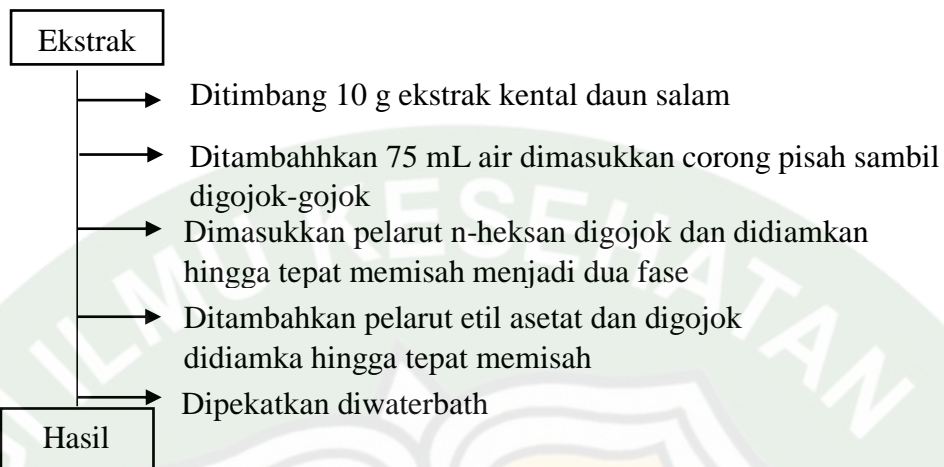 Ekstrak
Ditimbang 10 g ekstrak kental daun salam
Ditambahhkan 75 mL air dimasukkan corong pisah sambil
digojok-gojok
Dimasukkan pelarut n-heksan digojok dan didiamkan
hingga tepat memisah menjadi dua fase
Ditambahkan pelarut etil asetat dan digojok
didiamka hingga tepat memisah
Dipekatkan diwaterbath
Hasil
ILMU KESEHATAN